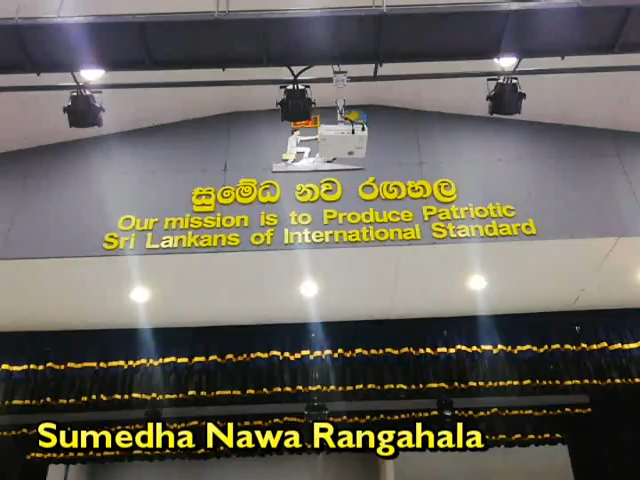 සුමේධ නව රඟහල
Our mission is to Produce Patriotic
Sri Lankans of International Standard
Sumedha Nawa Rangahala